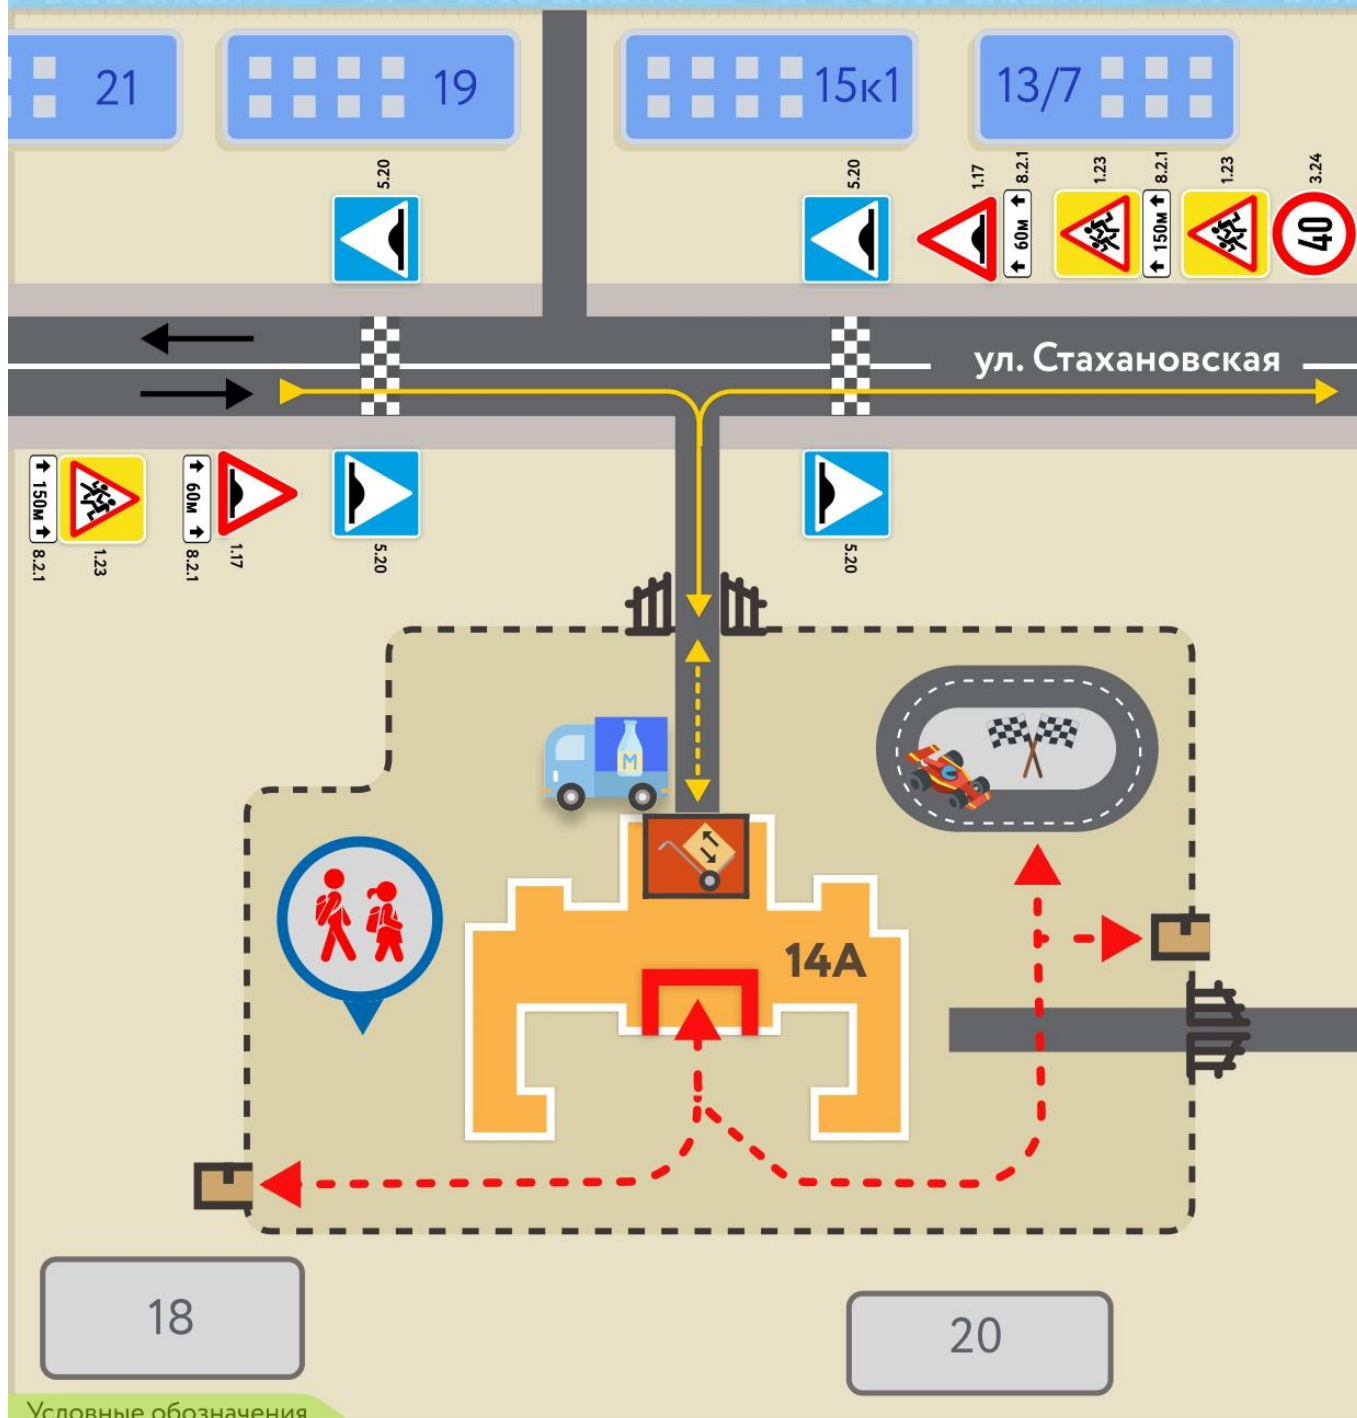 21
19
15к1
13/7
5.20
5.20
1.17
8.2.1
1.23
8.2.1
1.23
3.24
60м
150м
40
ул. Стахановская
150м
60м
8.2.1
1.23
8.2.1
1.17
5.20
5.20
М
14А
18
20
Условные обозначения